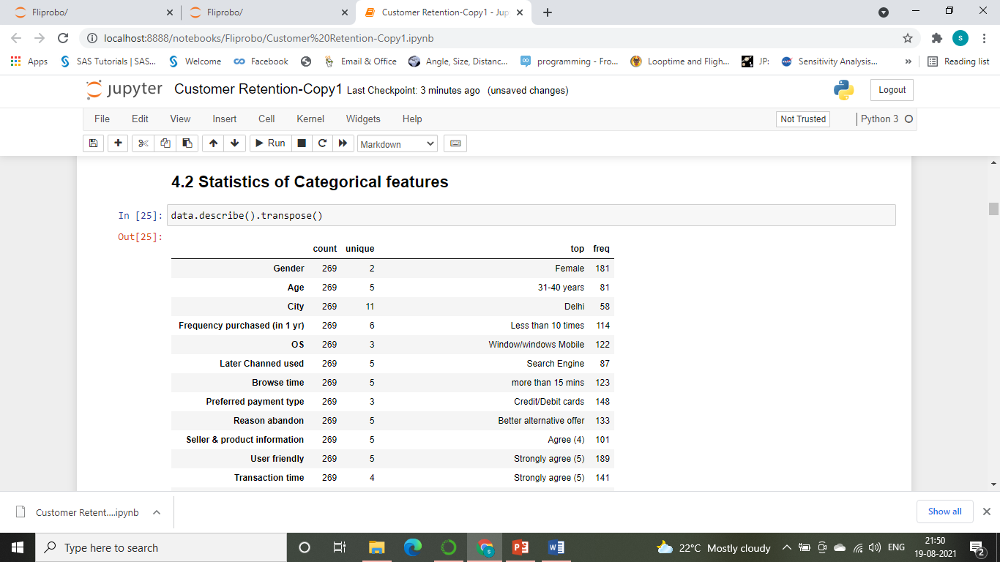 Fliprobo/
Fliprobo/
Customer Retention-Copy1 - Jup
localhost:8888/notebooks/Fliprobo/Customer%20Retention-Copy1.ipynb
S
Apps
SAS Tutorials | SAS...
Welcome
Facebook
Email & Office
Angle, Size, Distanc...
programming - Fro...
Looptime and Fligh...
JP:
Sensitivity Analysis...
»
Reading list
jupyter Customer Retention-Copy1 Last Checkpoint: 3 minutes ago (unsaved changes)
Logout
File Edit View Insert Cell Kernel Widgets Help
Not Trusted
Python 3
Run
Markdown
4.2 Statistics of Categorical features
In [25]: data.describe().transpose()
Out[25]:
count unique top freq
Gender 269 2 Female 181
Age 269 5 31-40 years 81
City 269 11 Delhi 58
Frequency purchased (in 1 yr) 269 6 Less than 10 times 114
OS 269 3 Window/windows Mobile 122
Later Channed used 269 5 Search Engine 87
Browse time 269 5 more than 15 mins 123
Preferred payment type 269 3 Credit/Debit cards 148
Reason abandon 269 5 Better alternative offer 133
Seller & product information 269 5 Agree (4) 101
User friendly 269 5 Strongly agree (5) 189
Transaction time 269 4 Strongly agree (5) 141
Customer Retent....ipynb
Show all
Type here to search
22°C Mostly cloudy
ENG
21:50
19-08-2021
2